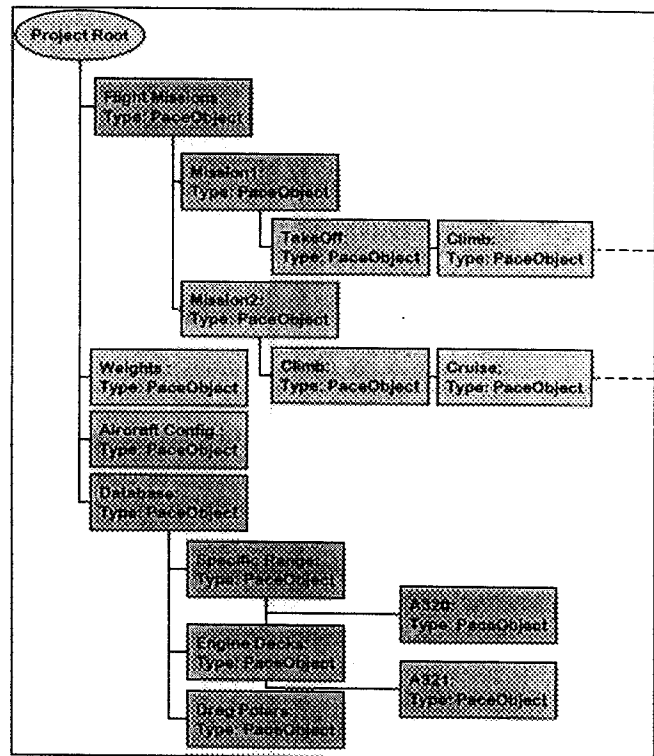 Project Root
Flight Missions
Type: PaceObject
Mission1:
Type: PaceObject
TakeOff:
Type: PaceObject
Climb:
Type: PaceObject
Mission2:
Type: PaceObject
Climb:
Type: PaceObject
Cruise:
Type: PaceObject
Weights:
Type: PaceObject
Aircraft Config.:
Type: PaceObject
Database:
Type: PaceObject
Specific Range:
Type: PaceObject
A320:
Type: PaceObject
Engine Decks:
Type: PaceObject
A321:
Type: PaceObject
Drag Polars:
Type: PaceObject